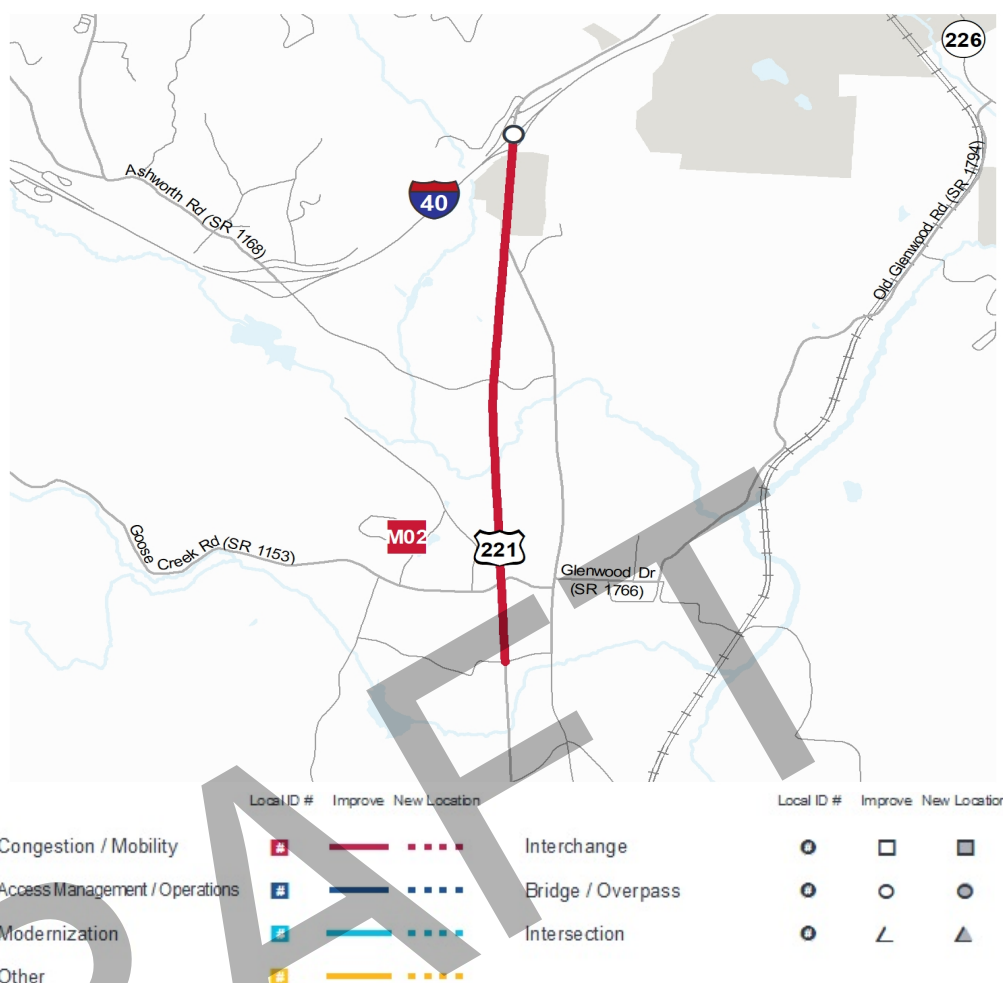 226
Ashworth Rd (SR 1168)
40
Old Glenwood Rd (SR 1794)
Goose Creek Rd (SR 1153)
M02
221
Glenwood Dr
(SR 1766)
Local ID # Improve New Location
Local ID # Improve New Location
Congestion / Mobility #
Interchange #
Access Management / Operations #
Bridge / Overpass #
Modernization #
Intersection #
Other #
RAFT